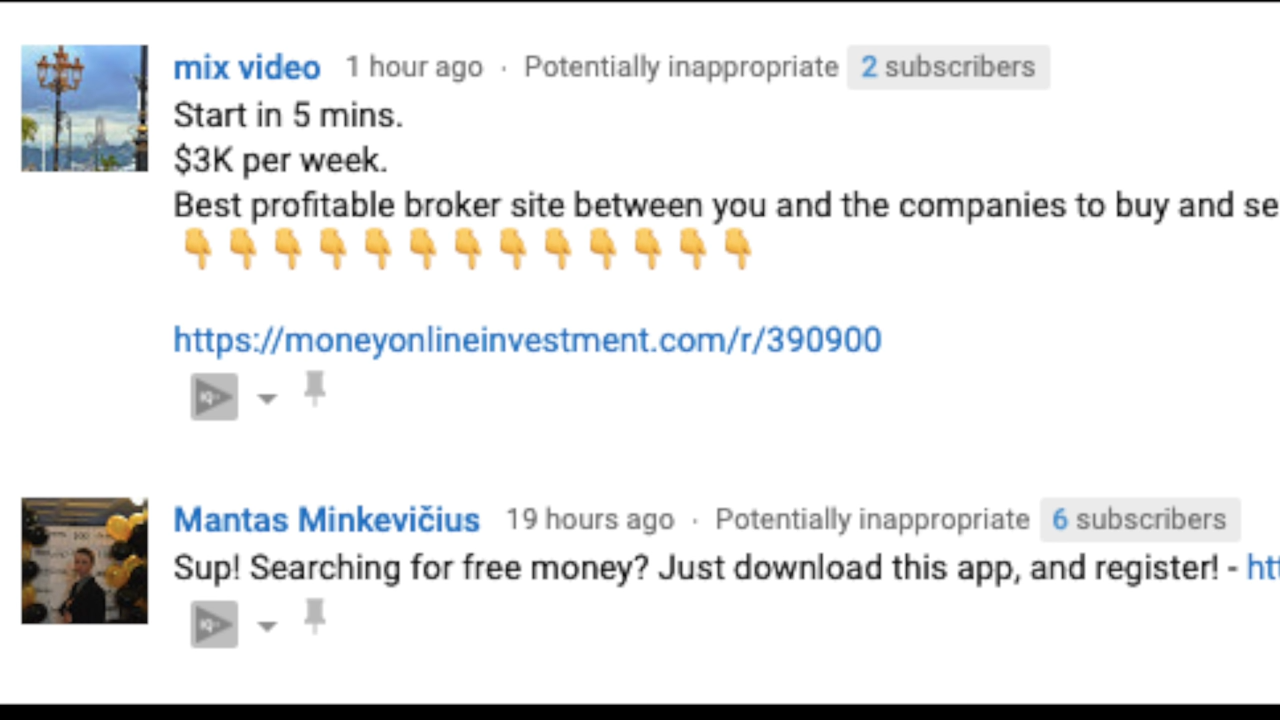 mix video 1 hour ago · Potentially inappropriate 2 subscribers
Start in 5 mins.
$3K per week.
Best profitable broker site between you and the companies to buy and se
👇👇👇👇👇👇👇👇👇👇👇👇👇
https://moneyonlineinvestment.com/r/390900
Mantas Minkevičius 19 hours ago · Potentially inappropriate 6 subscribers
Sup! Searching for free money? Just download this app, and register! - htt